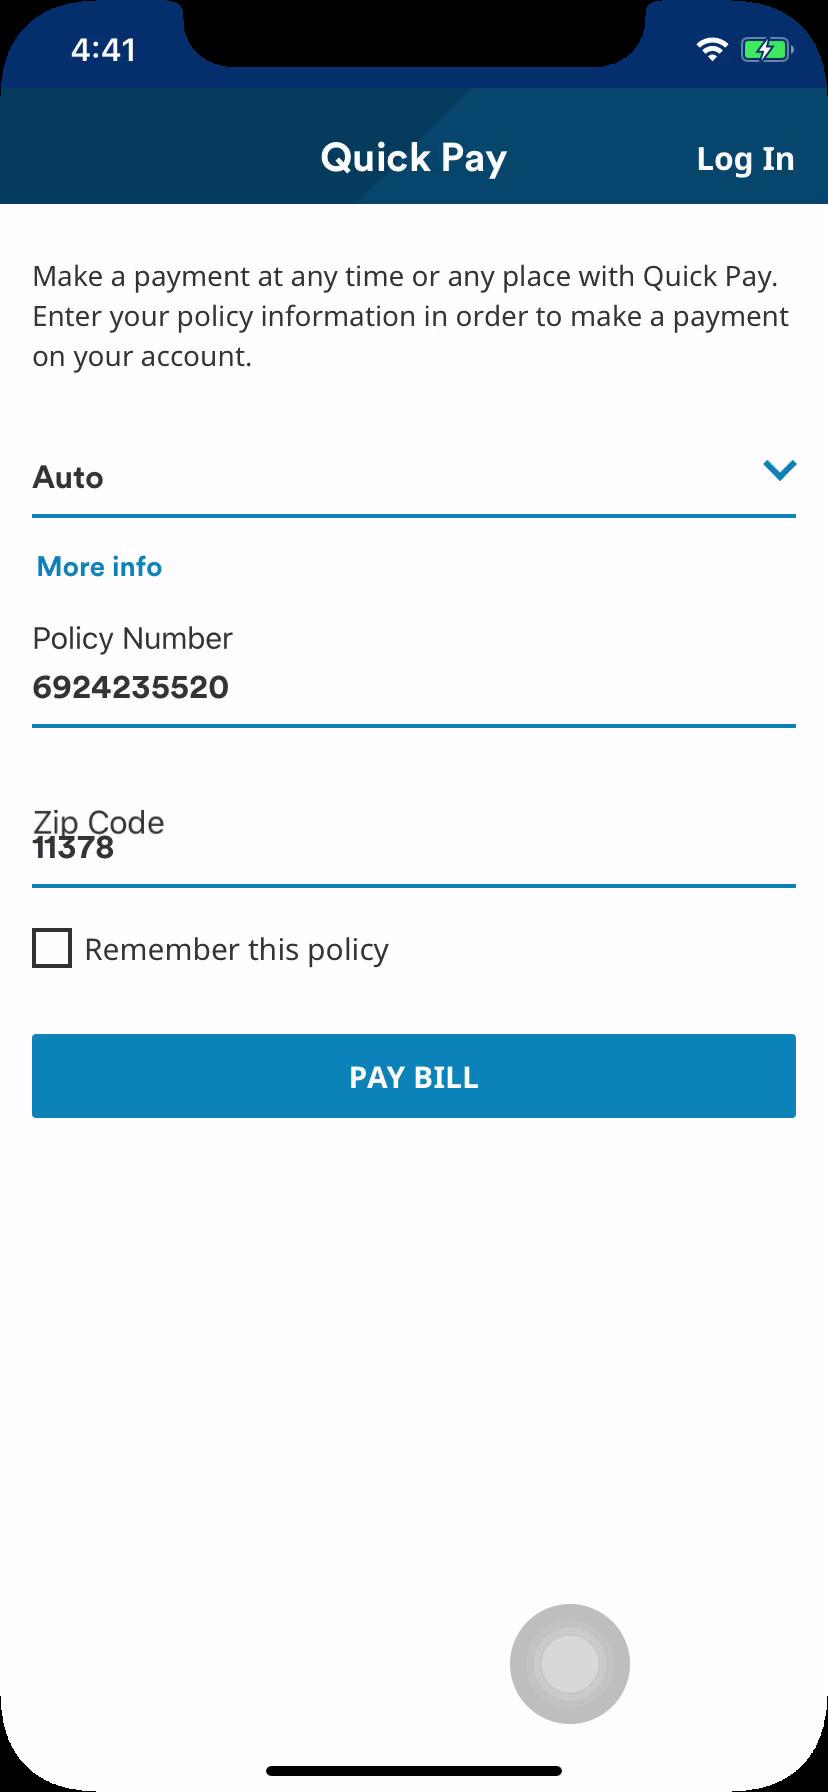 4:41
Quick Pay
Log In
Make a payment at any time or any place with Quick Pay.
Enter your policy information in order to make a payment
on your account.
Auto
More info
Policy Number
6924235520
Zip Code
11378
Remember this policy
PAY BILL